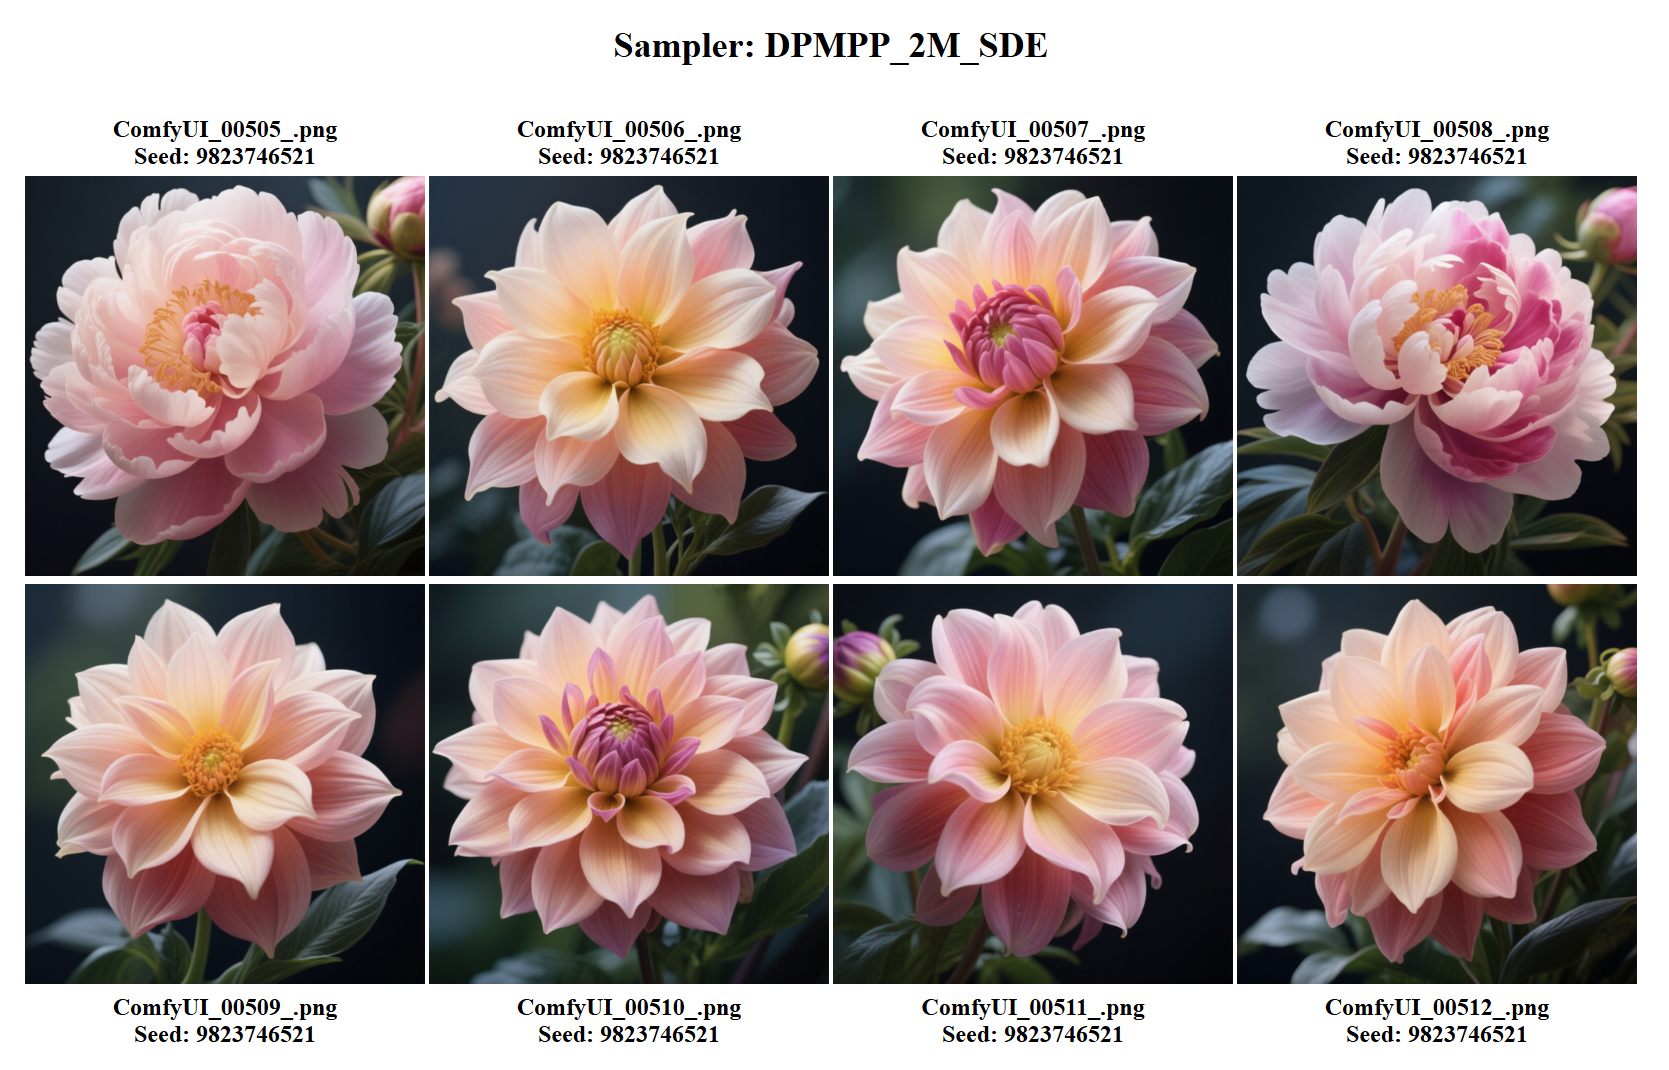 Sampler: DPMPP_2M_SDE
ComfyUI_00505_.png
Seed: 9823746521
ComfyUI_00506_.png
Seed: 9823746521
ComfyUI_00507_.png
Seed: 9823746521
ComfyUI_00508_.png
Seed: 9823746521
ComfyUI_00509_.png
Seed: 9823746521
ComfyUI_00510_.png
Seed: 9823746521
ComfyUI_00511_.png
Seed: 9823746521
ComfyUI_00512_.png
Seed: 9823746521